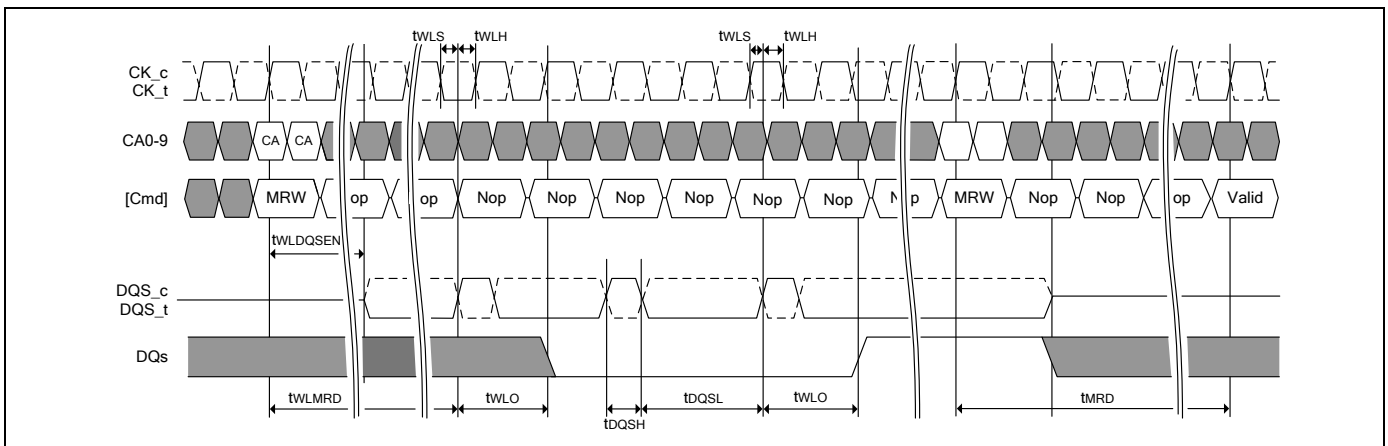 tWLS tWLH tWLS tWLH
CK_c
CK_t
CA0-9 CA CA
[Cmd] MRW op op Nop Nop Nop Nop Nop Nop N p MRW Nop Nop op Valid
tWLDQSEN
DQS_c
DQS_t
DQs
tWLMRD tWLO tDQSL tWLO tMRD
tDQSH